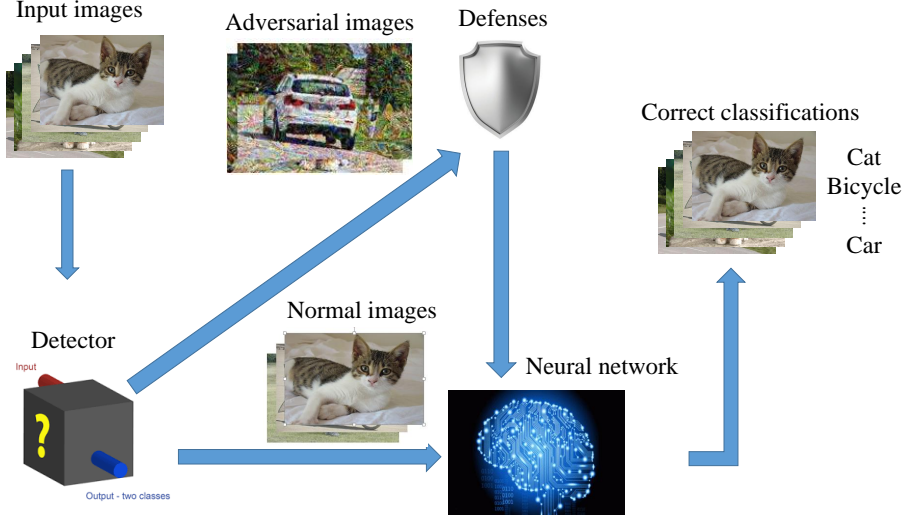 Input images
Adversarial images
Defenses
Correct classifications
Cat
Bicycle
Car
Normal images
Detector
Input
?
Output - two classes
Neural network